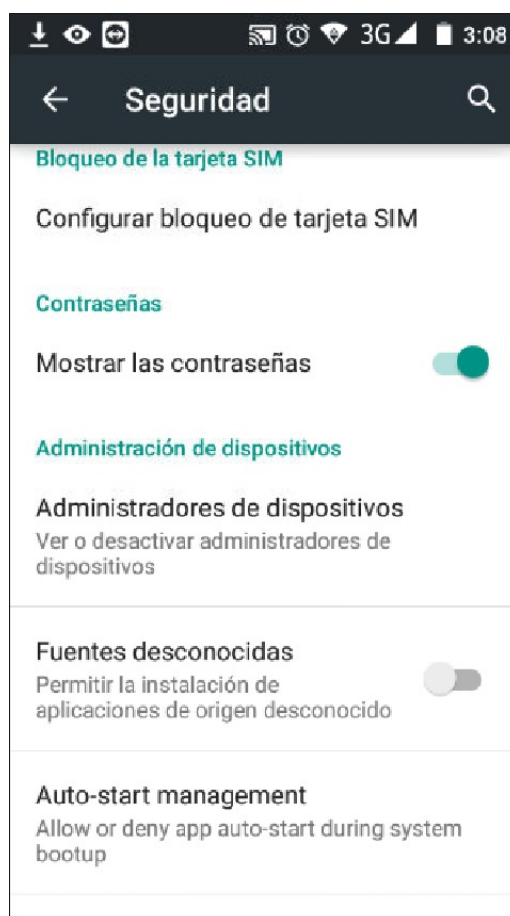 3G 3:08
Seguridad
Bloqueo de la tarjeta SIM
Configurar bloqueo de tarjeta SIM
Contraseñas
Mostrar las contraseñas
Administración de dispositivos
Administradores de dispositivos
Ver o desactivar administradores de
dispositivos
Fuentes desconocidas
Permitir la instalación de
aplicaciones de origen desconocido
Auto-start management
Allow or deny app auto-start during system
bootup